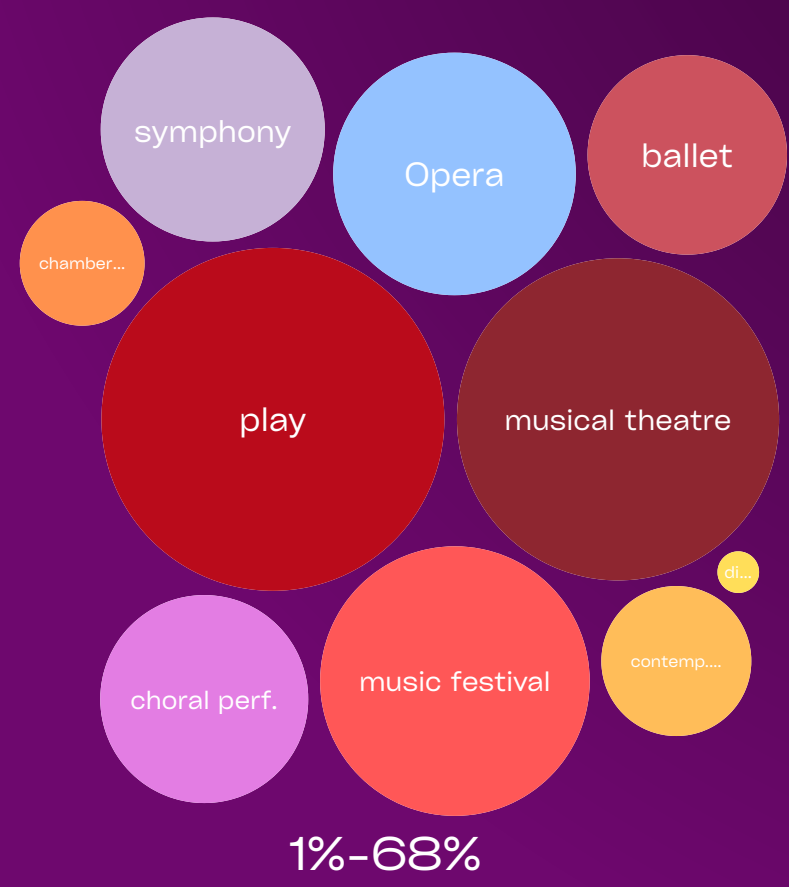 symphony
Opera
ballet
chamber...
play
musical theatre
di...
contemp....
music festival
choral perf.
1%-68%